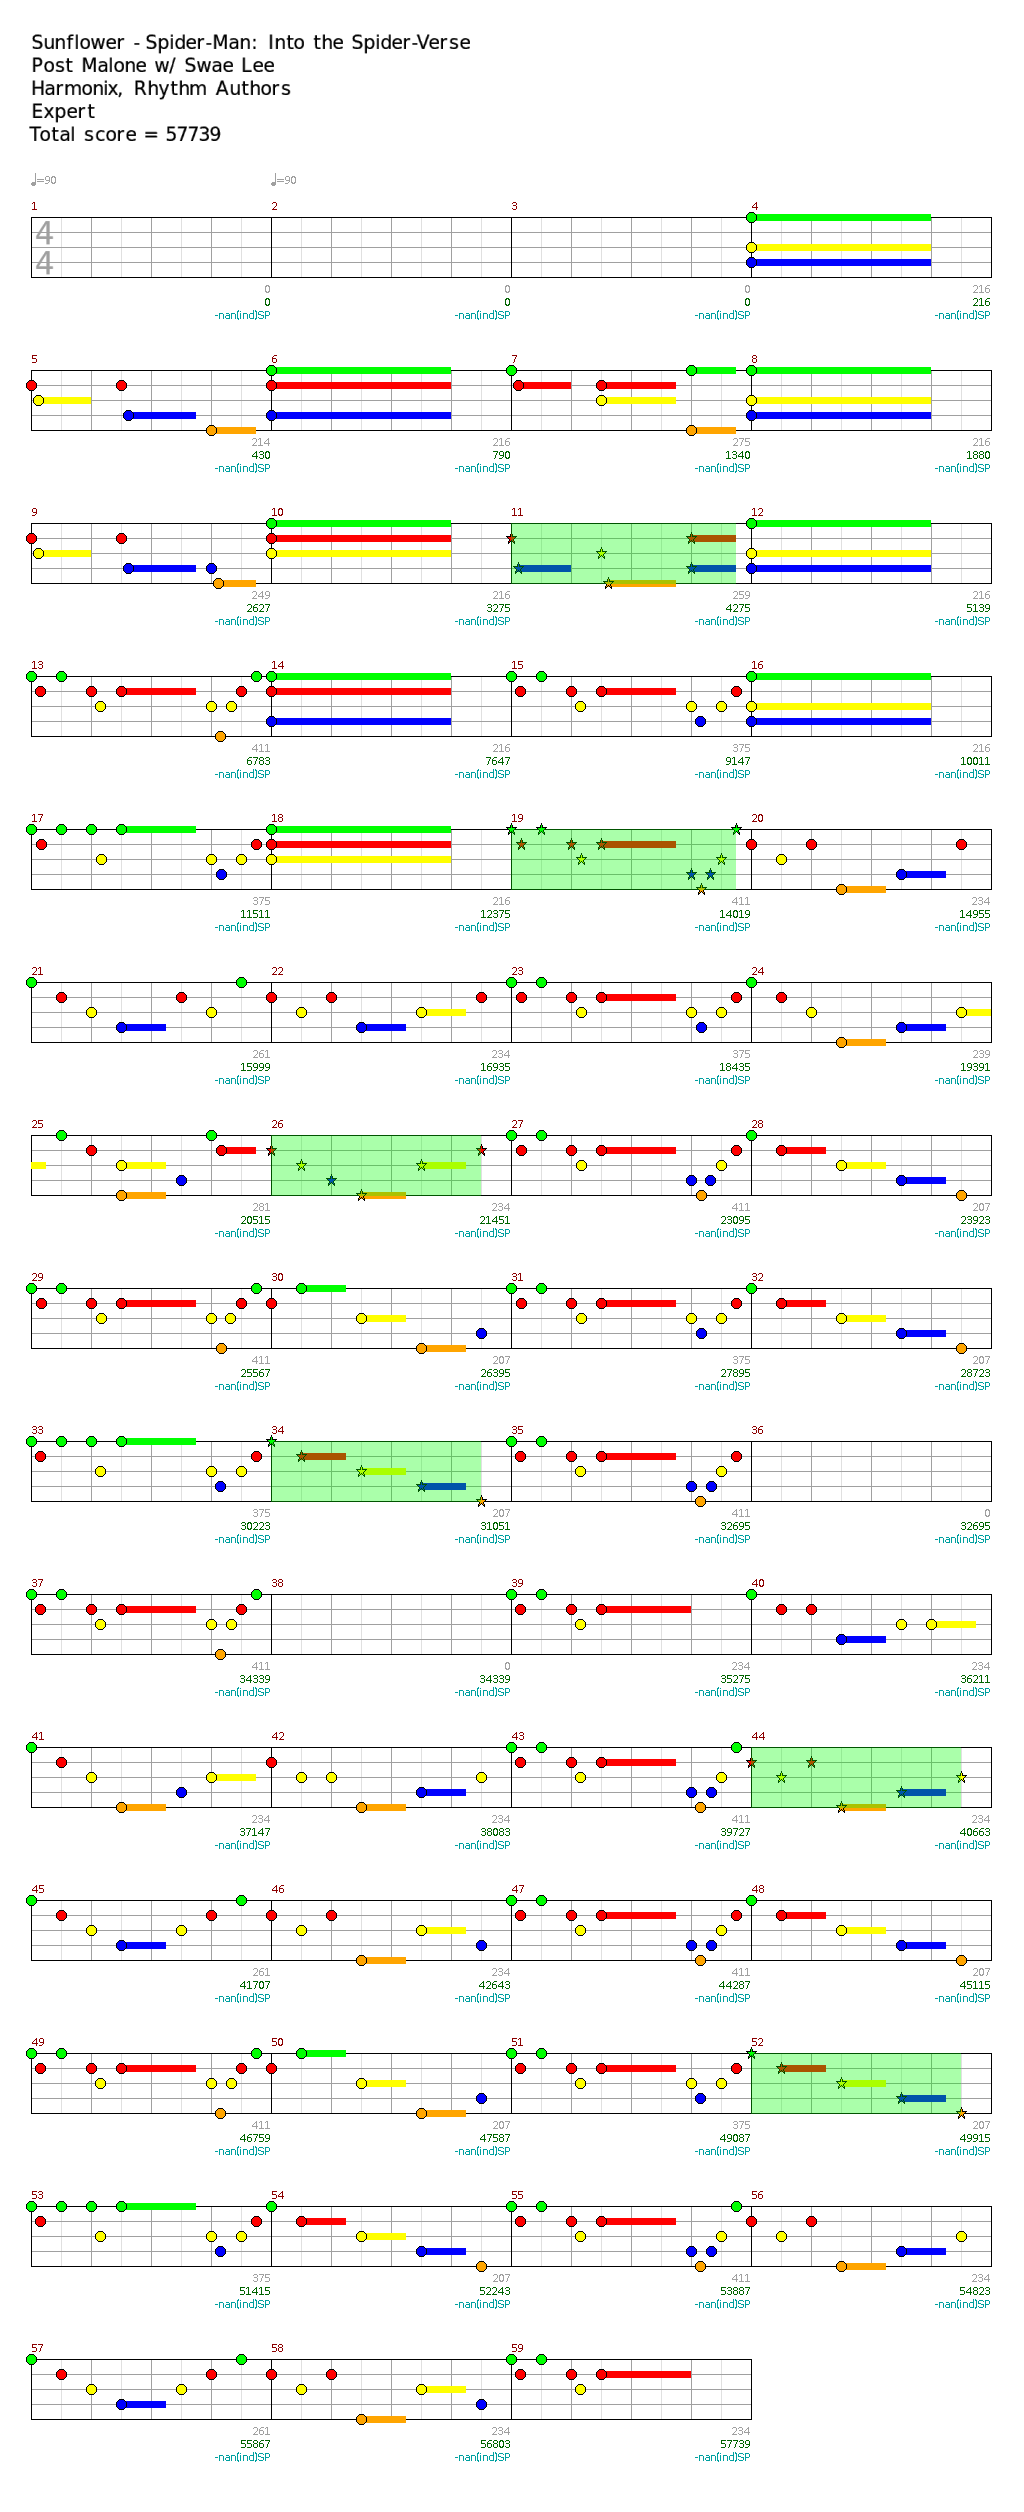 Sunflower - Spider-Man: Into the Spider-Verse
Post Malone w/ Swae Lee
Harmonix, Rhythm Authors
Expert
Total score = 57739
♩=90 ♩=90
1 2 3 4
4
4
0 0 0 216
0 0 0 216
-nan(ind)SP -nan(ind)SP -nan(ind)SP -nan(ind)SP
5 6 7 8
214 216 275 216
430 790 1340 1880
-nan(ind)SP -nan(ind)SP -nan(ind)SP -nan(ind)SP
9 10 11 12
249 216 259 216
2627 3275 4275 5139
-nan(ind)SP -nan(ind)SP -nan(ind)SP -nan(ind)SP
13 14 15 16
411 216 375 216
6783 7647 9147 10011
-nan(ind)SP -nan(ind)SP -nan(ind)SP -nan(ind)SP
17 18 19 20
375 216 411 234
11511 12375 14019 14955
-nan(ind)SP -nan(ind)SP -nan(ind)SP -nan(ind)SP
21 22 23 24
261 234 375 239
15999 16935 18435 19391
-nan(ind)SP -nan(ind)SP -nan(ind)SP -nan(ind)SP
25 26 27 28
281 234 411 207
20515 21451 23095 23923
-nan(ind)SP -nan(ind)SP -nan(ind)SP -nan(ind)SP
29 30 31 32
411 207 375 207
25567 26395 27895 28723
-nan(ind)SP -nan(ind)SP -nan(ind)SP -nan(ind)SP
33 34 35 36
375 207 411 0
30223 31051 32695 32695
-nan(ind)SP -nan(ind)SP -nan(ind)SP -nan(ind)SP
37 38 39 40
411 0 234 234
34339 34339 35275 36211
-nan(ind)SP -nan(ind)SP -nan(ind)SP -nan(ind)SP
41 42 43 44
234 234 411 234
37147 38083 39727 40663
-nan(ind)SP -nan(ind)SP -nan(ind)SP -nan(ind)SP
45 46 47 48
261 234 411 207
41707 42643 44287 45115
-nan(ind)SP -nan(ind)SP -nan(ind)SP -nan(ind)SP
49 50 51 52
411 207 375 207
46759 47587 49087 49915
-nan(ind)SP -nan(ind)SP -nan(ind)SP -nan(ind)SP
53 54 55 56
375 207 411 234
51415 52243 53887 54823
-nan(ind)SP -nan(ind)SP -nan(ind)SP -nan(ind)SP
57 58 59
261 234 234
55867 56803 57739
-nan(ind)SP -nan(ind)SP -nan(ind)SP